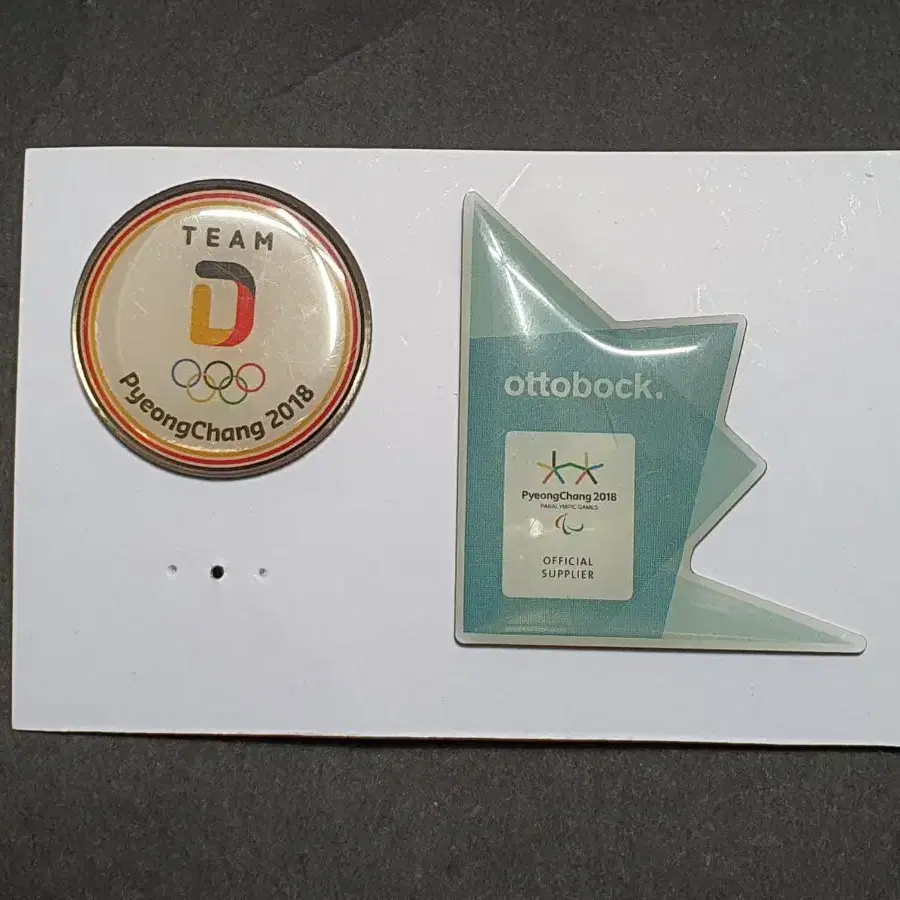 TEAM
D
PyeongChang 2018
ottobock.
PyeongChang 2018
PARALYMPIC GAMES
OFFICIAL
SUPPLIER